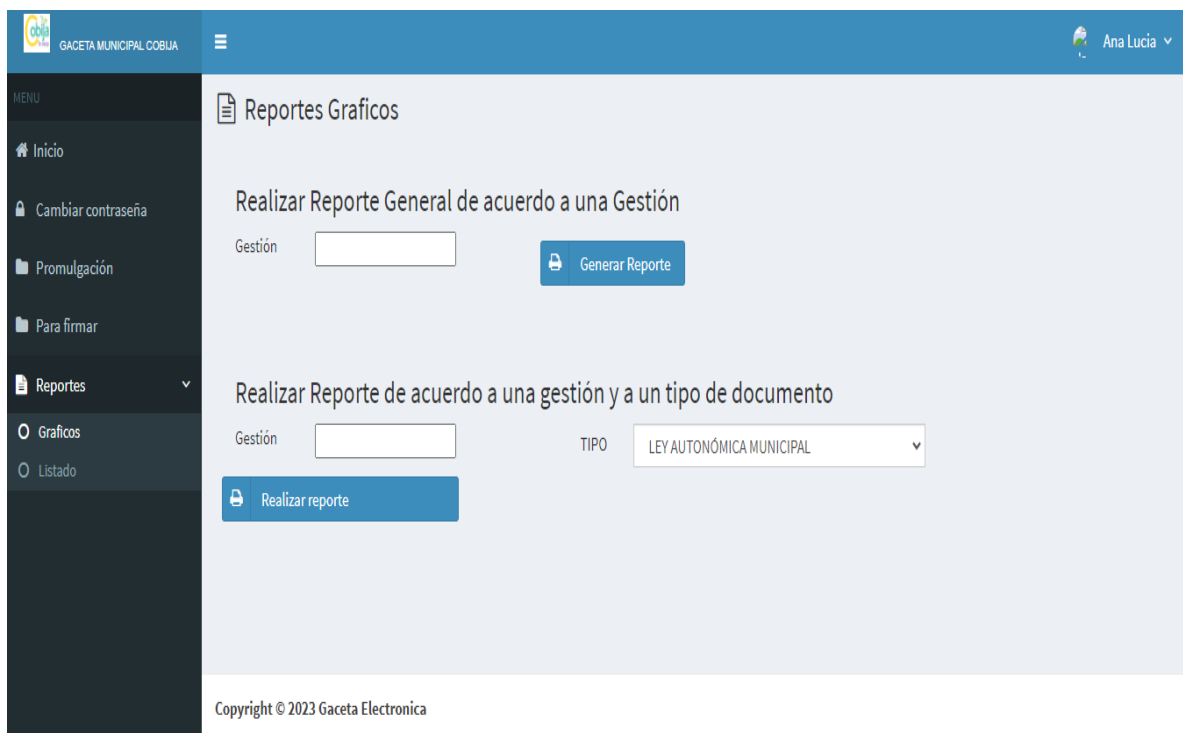 Cobija
GACETA MUNICIPAL COBIJA
Ana Lucia
MENU
Inicio
Cambiar contraseña
Promulgación
Para firmar
Reportes
Graficos
Listado
Reportes Graficos
Realizar Reporte General de acuerdo a una Gestión
Gestión
Generar Reporte
Realizar Reporte de acuerdo a una gestión y a un tipo de documento
Gestión
TIPO
LEY AUTONÓMICA MUNICIPAL
Realizar reporte
Copyright © 2023 Gaceta Electronica